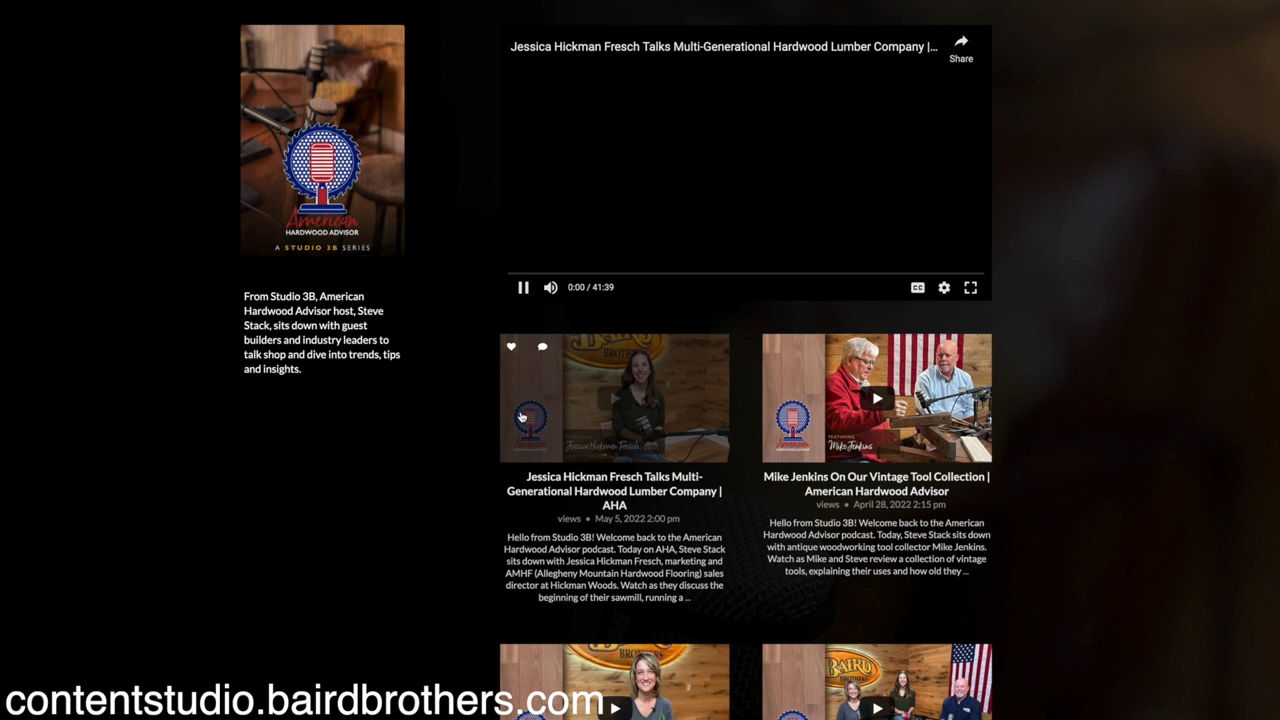 American
HARDWOOD ADVISOR
A STUDIO 3B SERIES
From Studio 3B, American
Hardwood Advisor host, Steve
Stack, sits down with guest
builders and industry leaders to
talk shop and dive into trends, tips
and insights.
Jessica Hickman Fresch Talks Multi-Generational Hardwood Lumber Company |...
Share
0:00 / 41:39
CC
BROTHERS
FEATURING
Jessica Hickman Fresch
Jessica Hickman Fresch Talks Multi-
Generational Hardwood Lumber Company |
AHA
views • May 5, 2022 2:00 pm
Hello from Studio 3B! Welcome back to the American
Hardwood Advisor podcast. Today on AHA, Steve Stack
sits down with Jessica Hickman Fresch, marketing and
AMHF (Allegheny Mountain Hardwood Flooring) sales
director at Hickman Woods. Watch as they discuss the
beginning of their sawmill, running a ...
FEATURING
Mike Jenkins
Mike Jenkins On Our Vintage Tool Collection |
American Hardwood Advisor
views • April 28, 2022 2:15 pm
Hello from Studio 3B! Welcome back to the American
Hardwood Advisor podcast. Today, Steve Stack sits down
with antique woodworking tool collector Mike Jenkins.
Watch as Mike and Steve review a collection of vintage
tools, explaining their uses and how old they ...
BROTHERS
BAIRD
BROTHERS
contentstudio.bairdbrothers.com